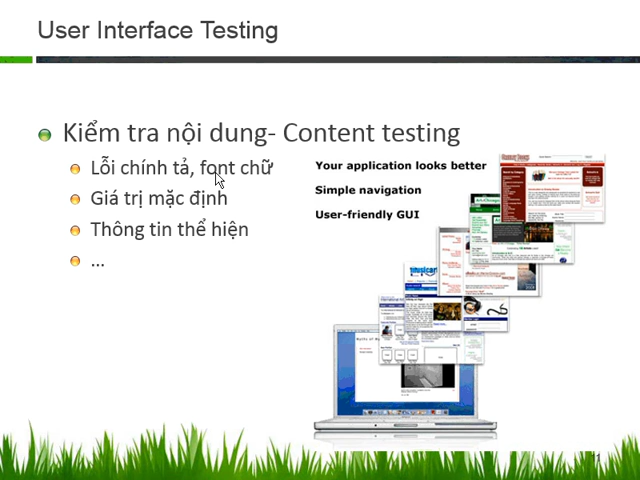 User Interface Testing
Kiểm tra nội dung- Content testing
Lỗi chính tả, font chữ
Giá trị mặc định
Thông tin thể hiện
...
Your application looks better
Simple navigation
User-friendly GUI